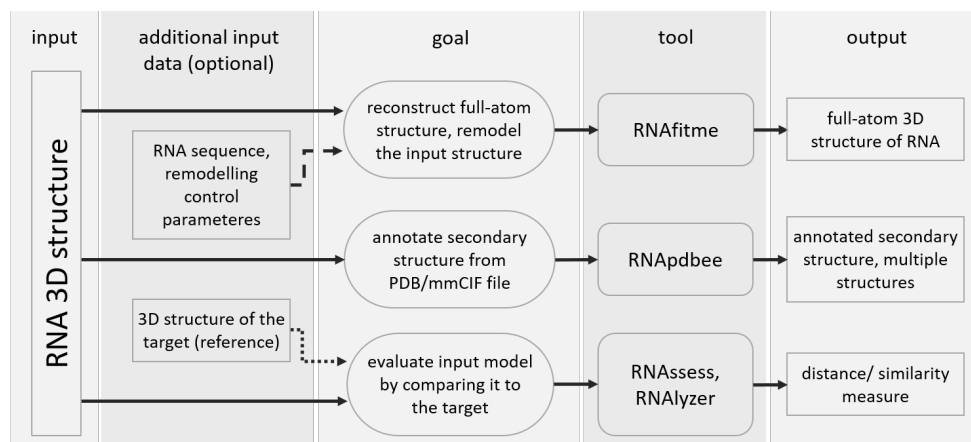 input
additional input
data (optional)
goal
tool
output
RNA 3D structure
reconstruct full-atom
structure, remodel
the input structure
RNAfitme
full-atom 3D
structure of RNA
RNA sequence,
remodelling
control
parameteres
annotate secondary
structure from
PDB/mmCIF file
RNApdbee
annotated secondary
structure, multiple
structures
3D structure of the
target (reference)
evaluate input model
by comparing it to
the target
RNAssess,
RNAlyzer
distance/ similarity
measure